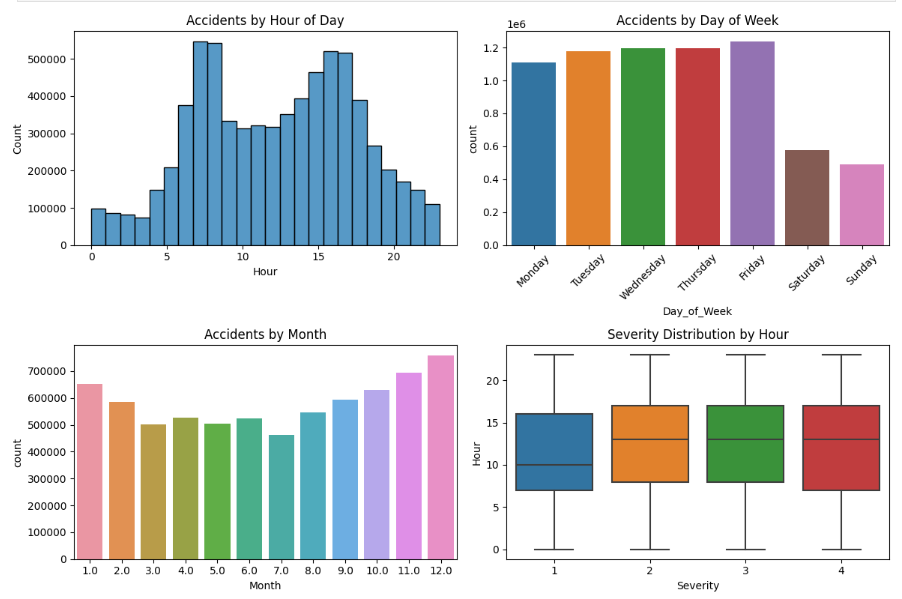 Accidents by Hour of Day
500000
400000
300000
200000
100000
0
Count
0 5 10 15 20
Hour
Accidents by Day of Week
1e6
1.2
1.0
0.8
0.6
0.4
0.2
0.0
count
Monday Tuesday Wednesday Thursday Friday Saturday Sunday
Day_of_Week
Accidents by Month
700000
600000
500000
400000
300000
200000
100000
0
count
1.0 2.0 3.0 4.0 5.0 6.0 7.0 8.0 9.0 10.0 11.0 12.0
Month
Severity Distribution by Hour
20
15
10
5
0
Hour
1 2 3 4
Severity